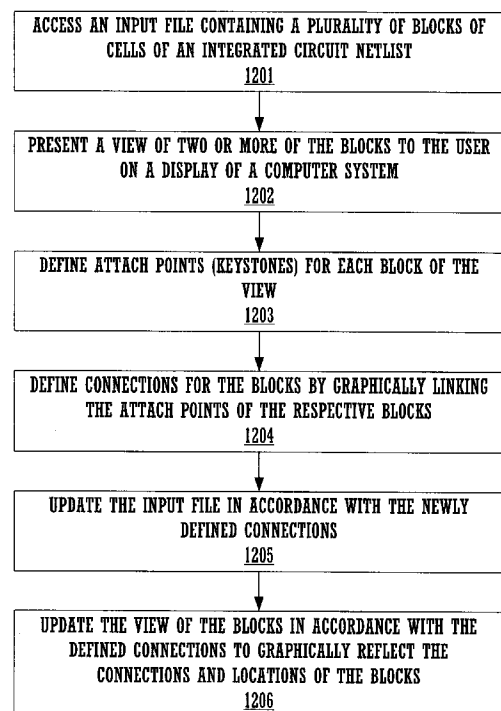 ACCESS AN INPUT FILE CONTAINING A PLURALITY OF BLOCKS OF
CELLS OF AN INTEGRATED CIRCUIT NETLIST
1201
PRESENT A VIEW OF TWO OR MORE OF THE BLOCKS TO THE USER
ON A DISPLAY OF A COMPUTER SYSTEM
1202
DEFINE ATTACH POINTS (KEYSTONES) FOR EACH BLOCK OF THE
VIEW
1203
DEFINE CONNECTIONS FOR THE BLOCKS BY GRAPHICALLY LINKING
THE ATTACH POINTS OF THE RESPECTIVE BLOCKS
1204
UPDATE THE INPUT FILE IN ACCORDANCE WITH THE NEWLY
DEFINED CONNECTIONS
1205
UPDATE THE VIEW OF THE BLOCKS IN ACCORDANCE WITH THE
DEFINED CONNECTIONS TO GRAPHICALLY REFLECT THE
CONNECTIONS AND LOCATIONS OF THE BLOCKS
1206